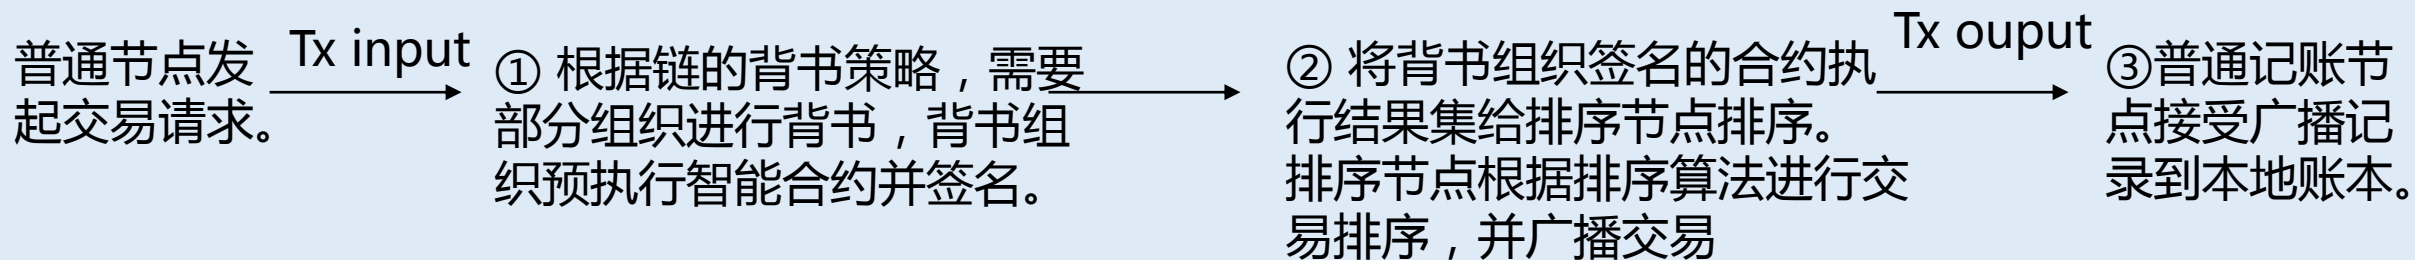 普通节点发
起交易请求。
Tx input
① 根据链的背书策略，需要
部分组织进行背书，背书组
织预执行智能合约并签名。
② 将背书组织签名的合约执
行结果集给排序节点排序。
排序节点根据排序算法进行交
易排序，并广播交易
Tx ouput
③普通记账节
点接受广播记
录到本地账本。